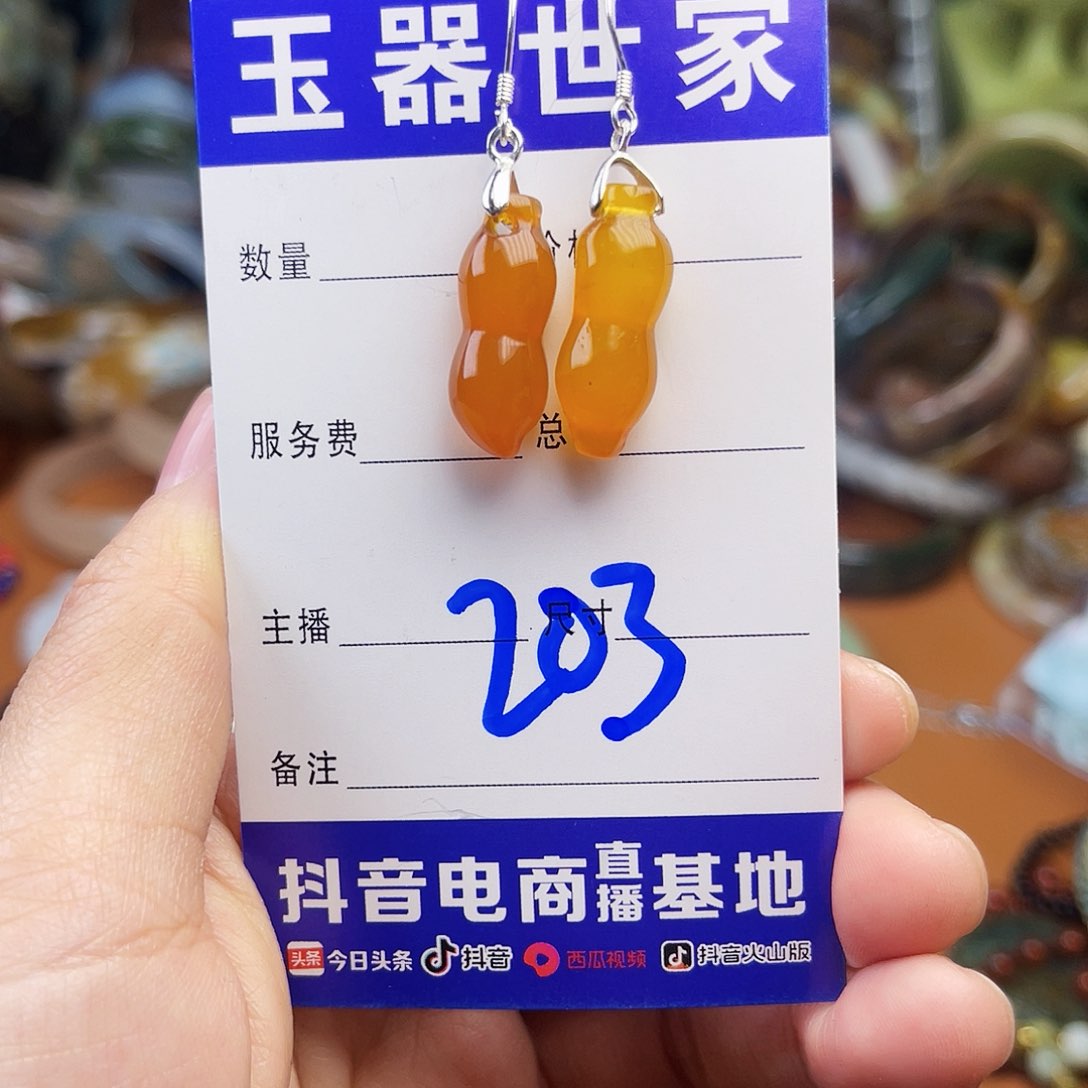 玉器世家
数量
服务费 总
主播 尺寸
203
备注
抖音电商直播基地
头条 今日头条 抖音 西瓜视频 抖音火山版